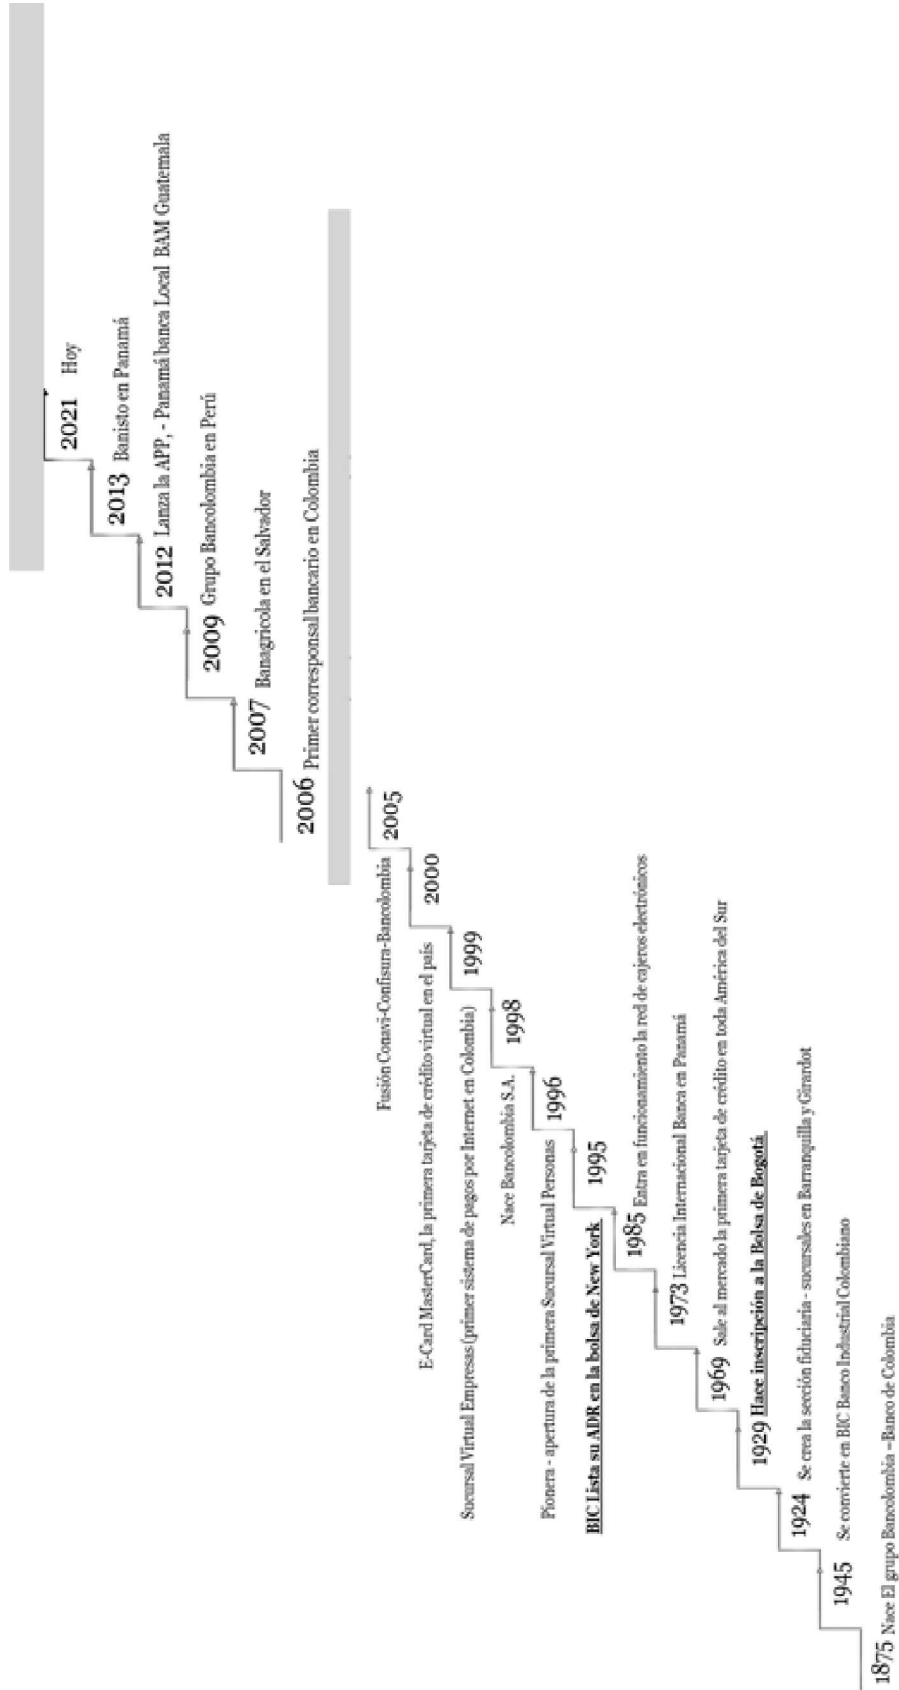 2021 Hoy
2013 Banisto en Panamá
2012 Lanza la APP, - Panamá banca Local BAM Guatemala
2009 Grupo Bancolombia en Perú
2007 Banagricola en el Salvador
2006 Primer corresponsal bancario en Colombia
Fusión Conavi-Confisura-Bancolombia 2005
E-Card MasterCard, la primera tarjeta de crédito virtual en el país 2000
Sucursal Virtual Empresas (primer sistema de pagos por Internet en Colombia) 1999
Nace Bancolombia S.A. 1998
Pionera - apertura de la primera Sucursal Virtual Personas 1996
BIC Lista su ADR en la bolsa de New York 1995
1985 Entra en funcionamiento la red de cajeros electrónicos
1973 Licencia Internacional Banca en Panamá
1969 Sale al mercado la primera tarjeta de crédito en toda América del Sur
1929 Hace inscripción a la Bolsa de Bogotá
1924 Se crea la sección fiduciaria - sucursales en Barranquilla y Girardot
1945 Se convierte en BIC Banco Industrial Colombiano
1875 Nace El grupo Bancolombia –Banco de Colombia